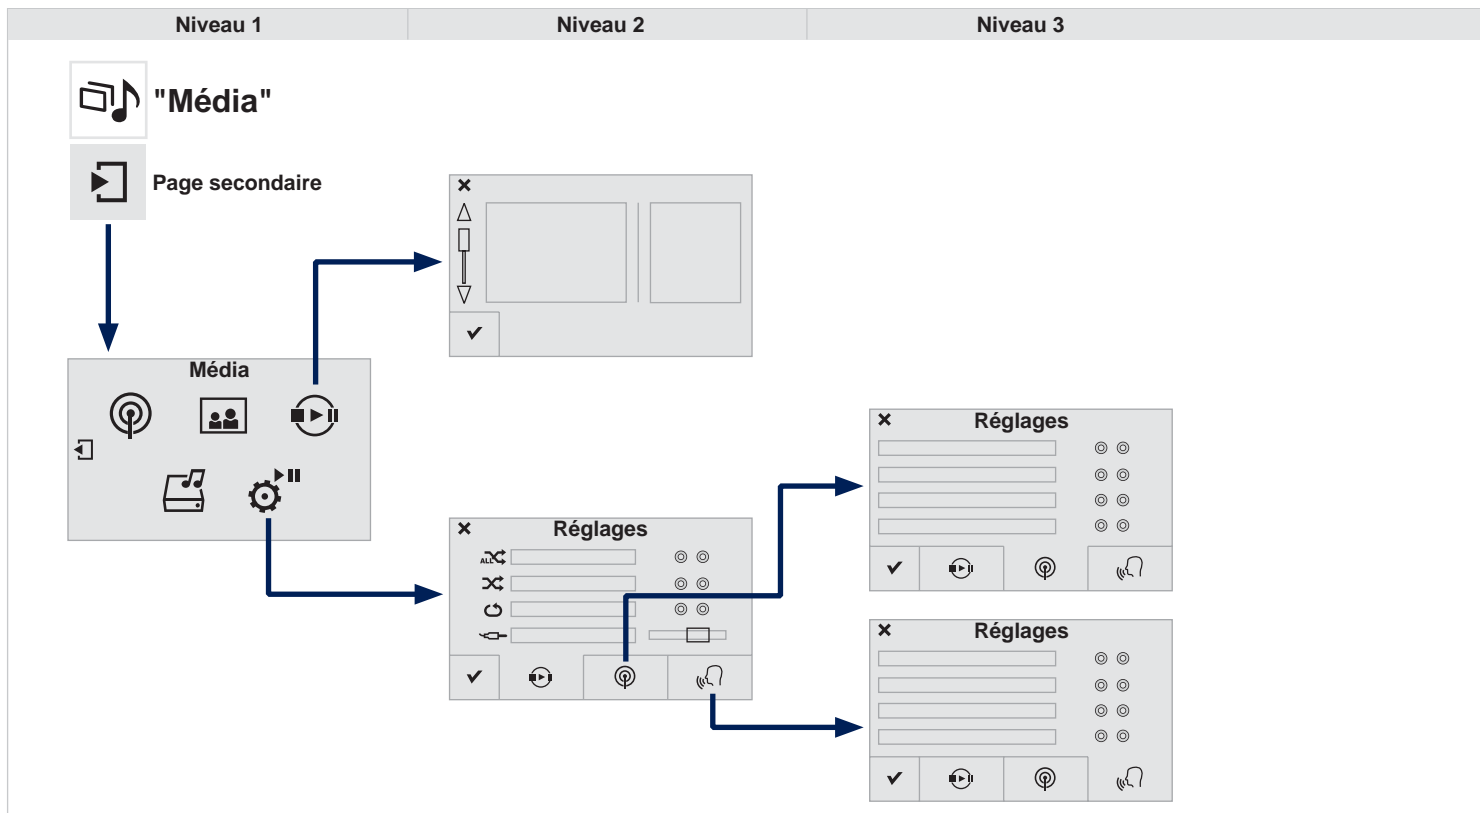 Niveau 1
Niveau 2
Niveau 3
"Média"
Page secondaire
Média
Réglages
ALL
Réglages
Réglages